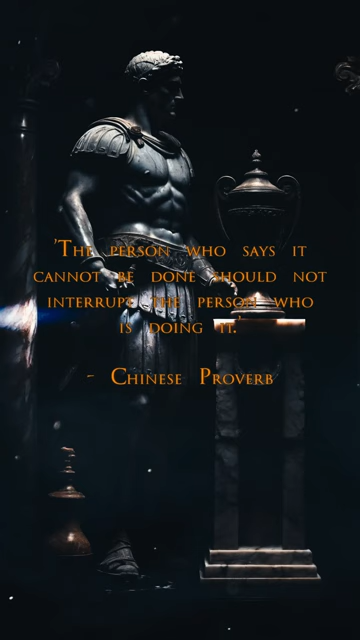 'The person who says it
cannot be done should not
interrupt the person who
is doing it.'
- Chinese Proverb